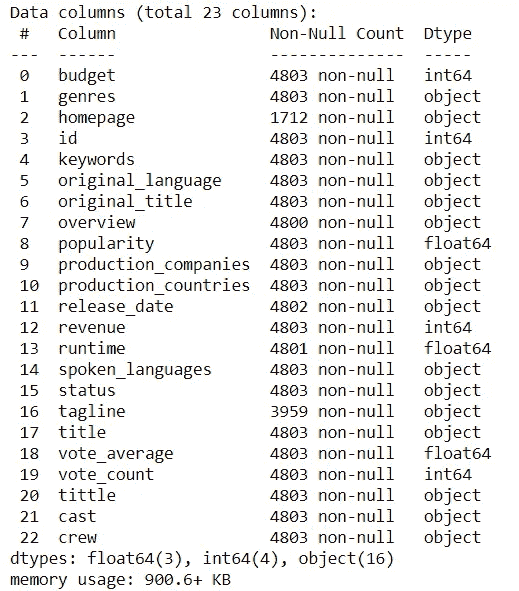 Data columns (total 23 columns):
 #   Column                Non-Null Count  Dtype
---  ------                --------------  -----
 0   budget                4803 non-null   int64
 1   genres                4803 non-null   object
 2   homepage              1712 non-null   object
 3   id                    4803 non-null   int64
 4   keywords              4803 non-null   object
 5   original_language     4803 non-null   object
 6   original_title        4803 non-null   object
 7   overview              4800 non-null   object
 8   popularity            4803 non-null   float64
 9   production_companies  4803 non-null   object
 10  production_countries  4803 non-null   object
 11  release_date          4802 non-null   object
 12  revenue               4803 non-null   int64
 13  runtime               4801 non-null   float64
 14  spoken_languages      4803 non-null   object
 15  status                4803 non-null   object
 16  tagline               3959 non-null   object
 17  title                 4803 non-null   object
 18  vote_average          4803 non-null   float64
 19  vote_count            4803 non-null   int64
 20  tittle                4803 non-null   object
 21  cast                  4803 non-null   object
 22  crew                  4803 non-null   object
dtypes: float64(3), int64(4), object(16)
memory usage: 900.6+ KB